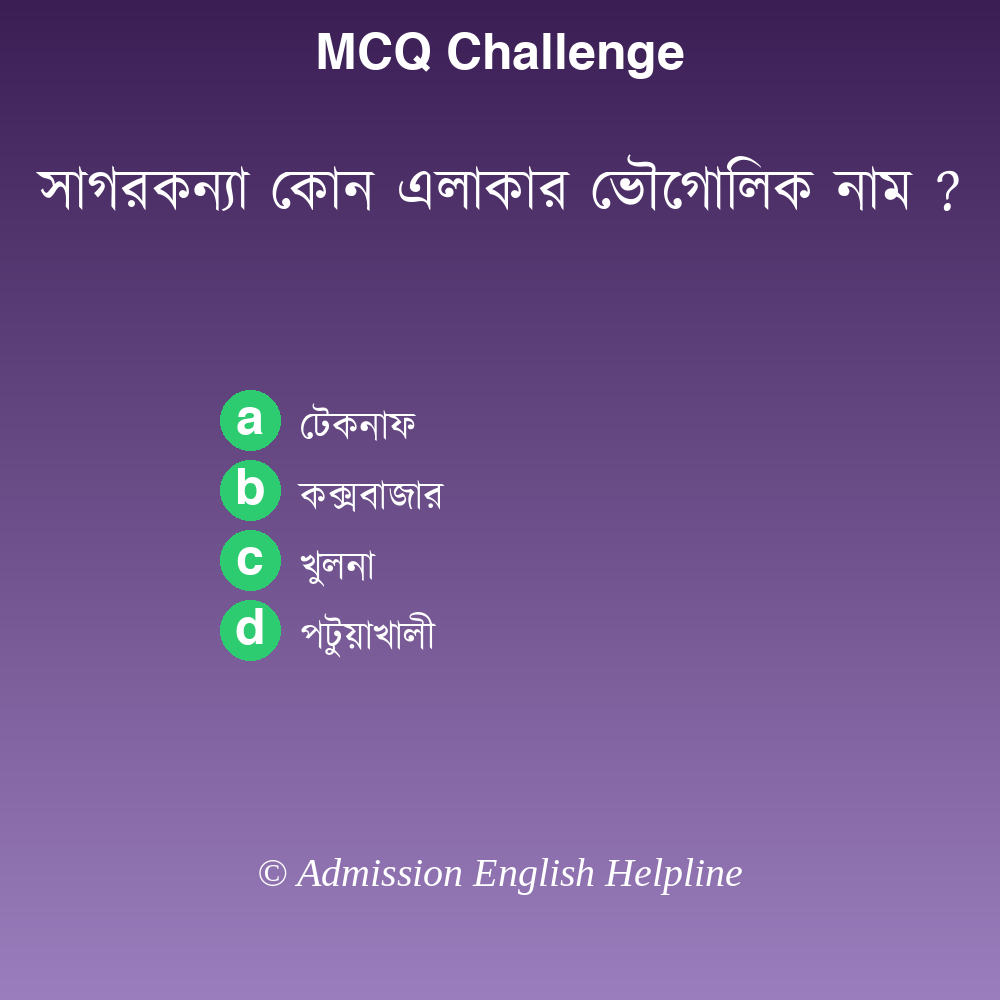 MCQ Challenge
সাগরকন্যা কোন এলাকার ভৌগোলিক নাম ?
a টেকনাফ
b কক্সবাজার
c খুলনা
d পটুয়াখালী
© Admission English Helpline